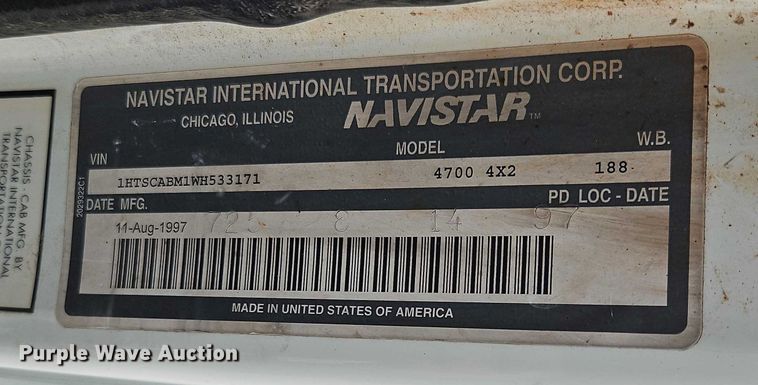 NAVISTAR INTERNATIONAL TRANSPORTATION CORP.
CHICAGO, ILLINOIS
NAVISTAR™
VIN
MODEL
W.B.
1HTSCABM1WH533171
4700 4X2
188
DATE MFG.
PD LOC - DATE
11-Aug-1997
725 8 14 97
MADE IN UNITED STATES OF AMERICA
2029322C1
CHASSIS - CAB MFG. BY
NAVISTAR INTERNATIONAL
TRANSPORTATION
Purple Wave Auction